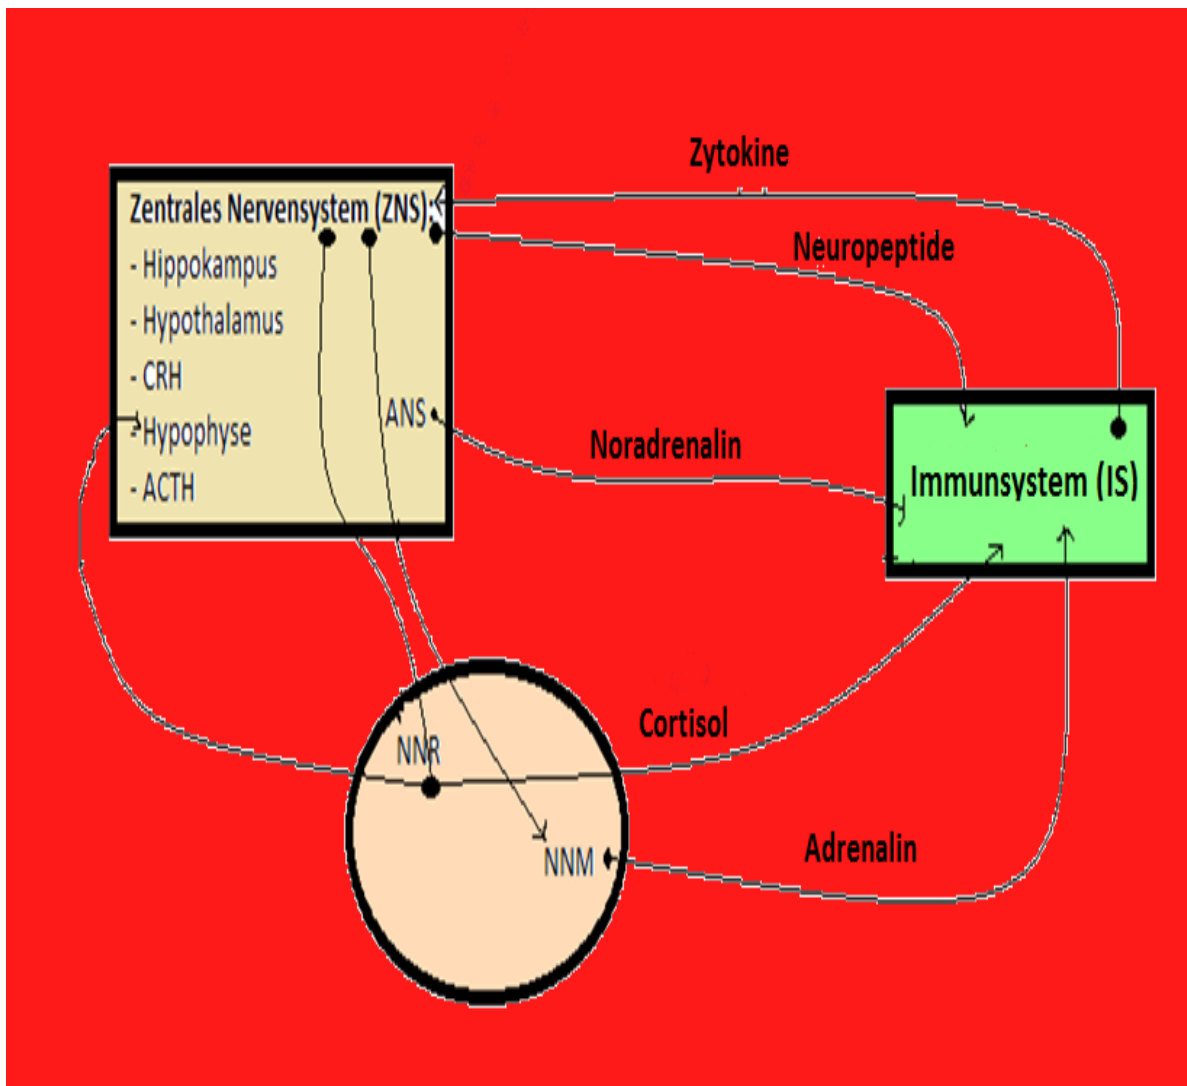 Zytokine
Zentrales Nervensystem (ZNS):
Neuropeptide
- Hippokampus
- Hypothalamus
- CRH
ANS
- Hypophyse
Noradrenalin
- ACTH
Immunsystem (IS)
Cortisol
NNR
Adrenalin
NNM